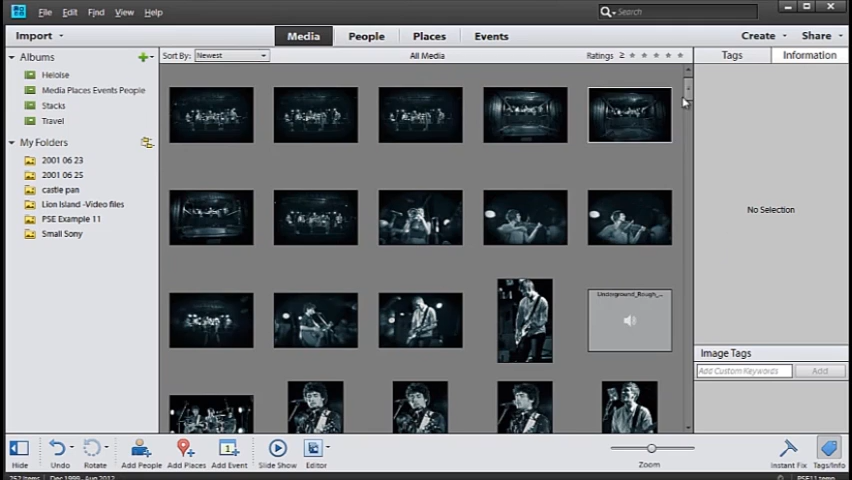 File Edit Find View Help
Search
Import
Media People Places Events
Create Share
Albums
Sort By: Newest
All Media
Ratings ≥
Tags Information
Heloise
Media Places Events People
Stacks
Travel
My Folders
2001 06 23
2001 06 25
castle pan
Lion Island -Video files
PSE Example 11
Small Sony
No Selection
Underground_Rough_...
Image Tags
Add Custom Keywords Add
Hide Undo Rotate Add People Add Places Add Event Slide Show Editor Zoom Instant Fix Tags/Info